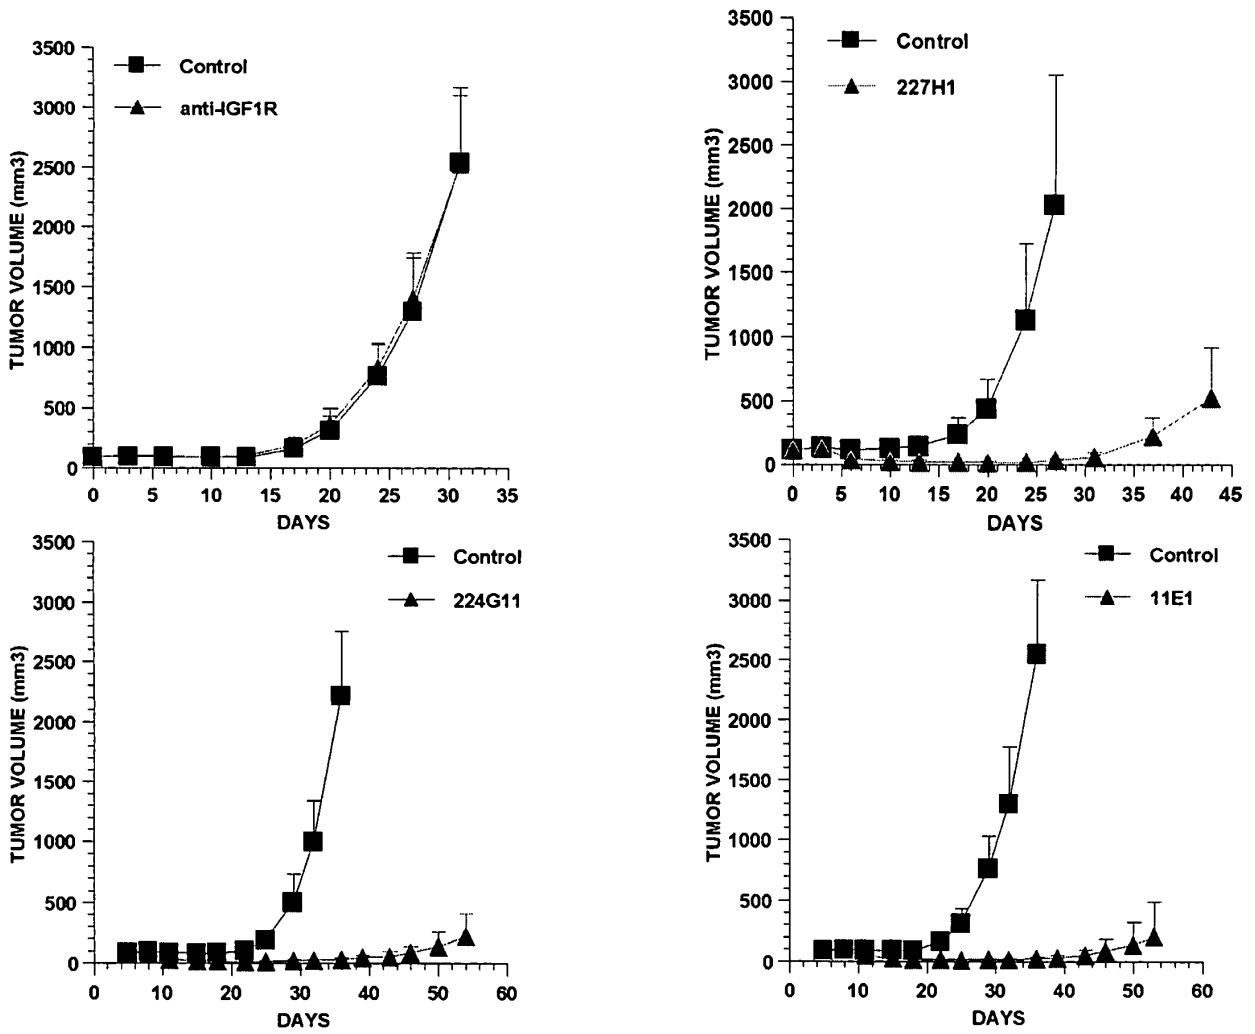 3500
3000
2500
2000
1500
1000
500
0
TUMOR VOLUME (mm3)
Control
anti-IGF1R
0 5 10 15 20 25 30 35
DAYS
3500
3000
2500
2000
1500
1000
500
0
TUMOR VOLUME (mm3)
Control
227H1
0 5 10 15 20 25 30 35 40 45
DAYS
3500
3000
2500
2000
1500
1000
500
0
TUMOR VOLUME (mm3)
Control
224G11
0 10 20 30 40 50 60
DAYS
3500
3000
2500
2000
1500
1000
500
0
TUMOR VOLUME (mm3)
Control
11E1
0 10 20 30 40 50 60
DAYS